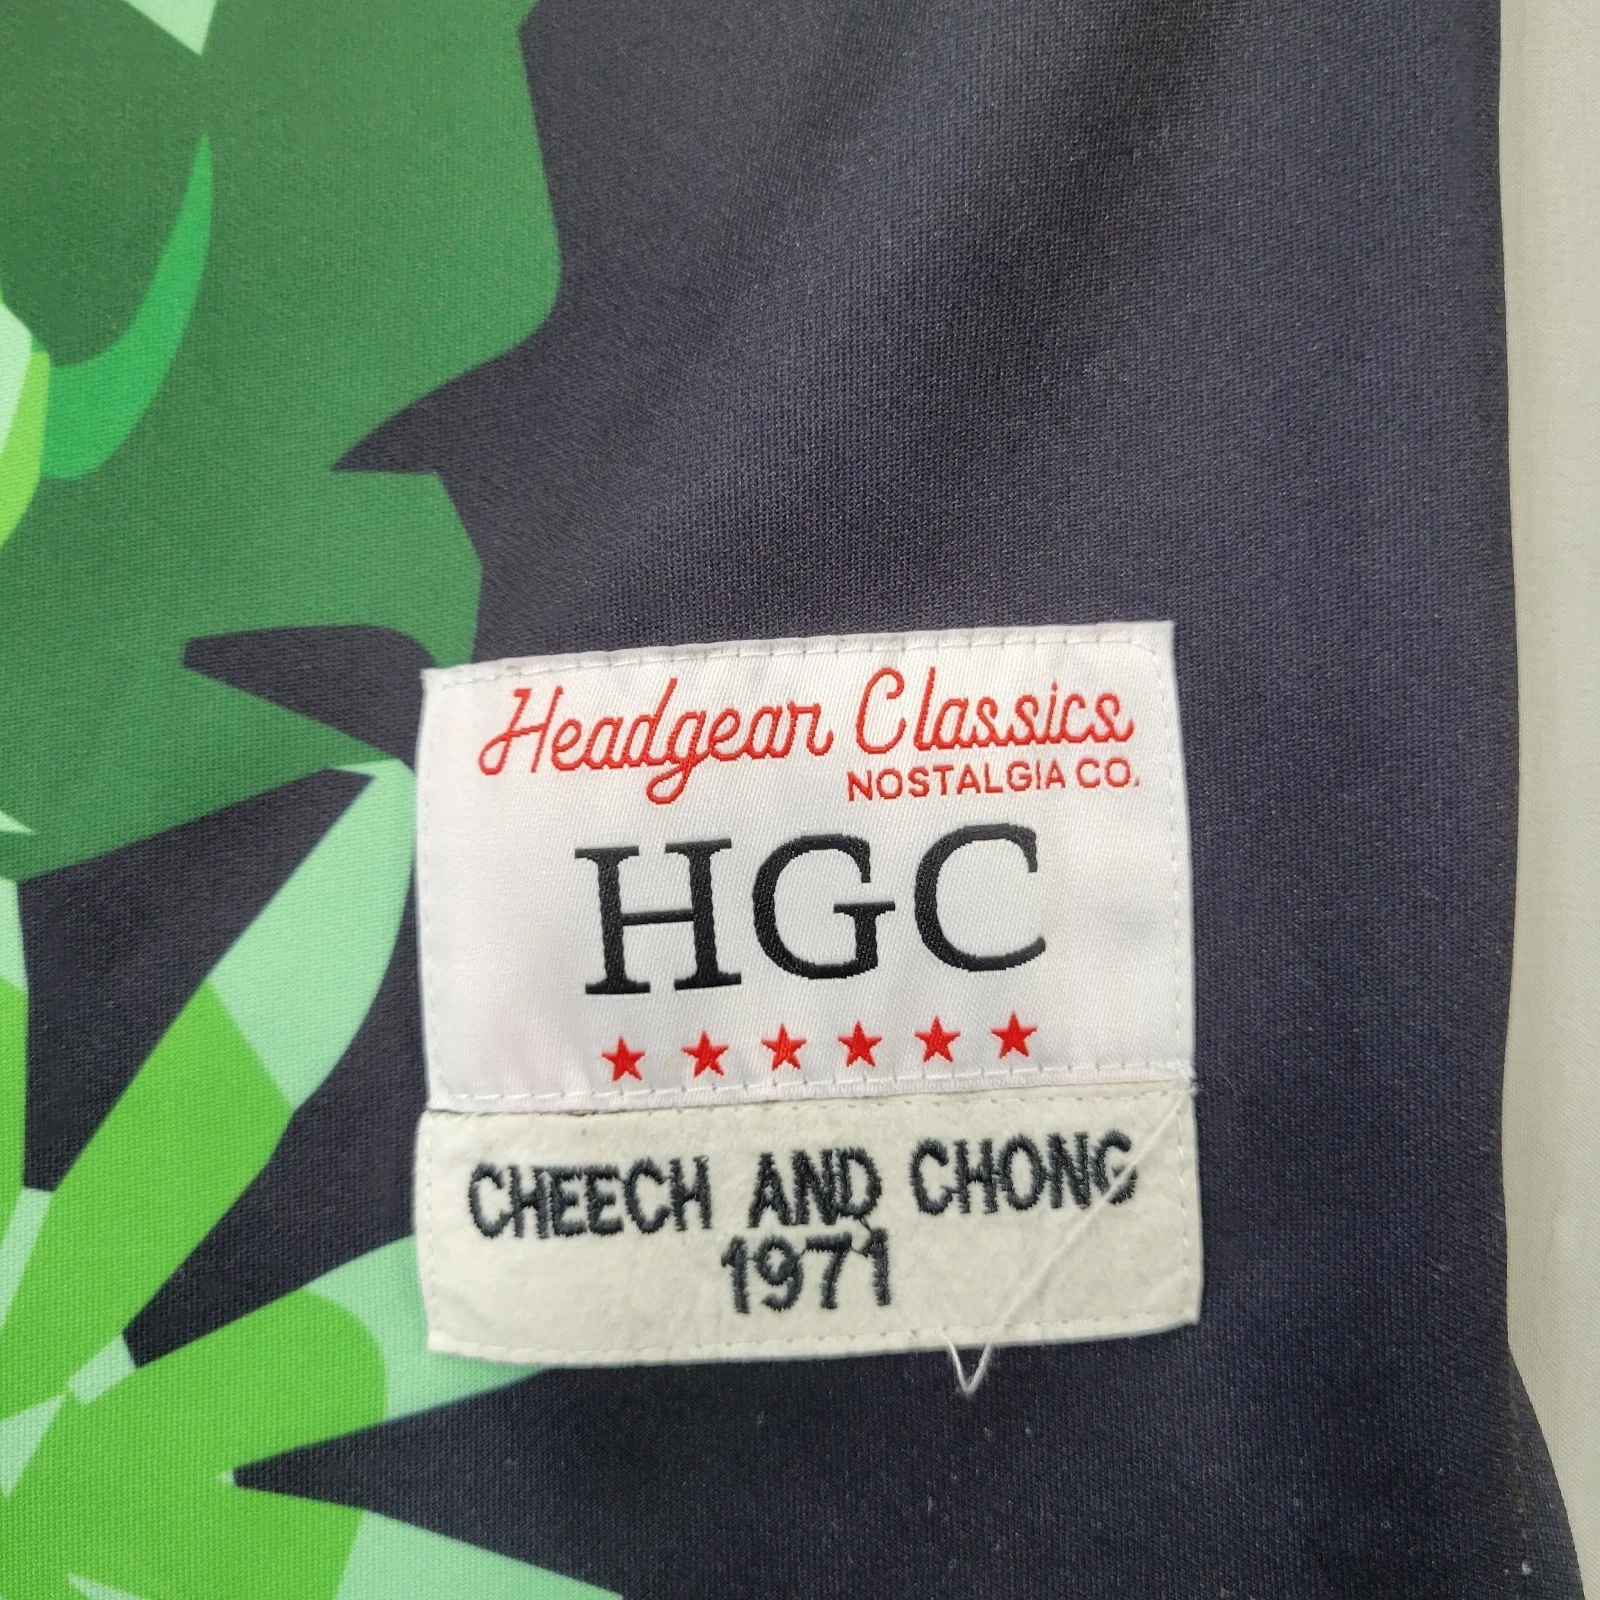 Headgear Classics
NOSTALGIA CO.
HGC
CHEECH AND CHONG
1971